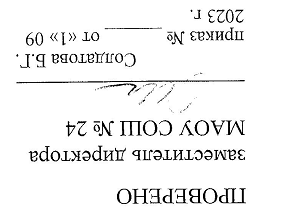 ПРОВЕРЕНО
заместитель директора
МАОУ СОШ № 24
Солдатова Б.Г.
приказ № ______ от «1» 09
2023 г.